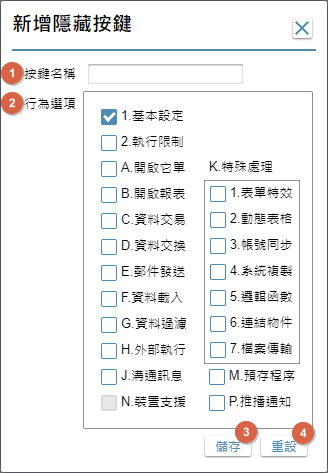 新增隱藏按鍵
1 按鍵名稱
2 行為選項
1.基本設定
2.執行限制
A.開啟它單
K.特殊處理
B.開啟報表
1.表單特效
C.資料交易
2.動態表格
D.資料交換
3.帳號同步
E.郵件發送
4.系統複製
F.資料載入
5.邏輯函數
G.資料過濾
6.連結物件
H.外部執行
7.檔案傳輸
J.溝通訊息
M.預存程序
N.裝置支援
P.推播通知
3 4
儲存 重設